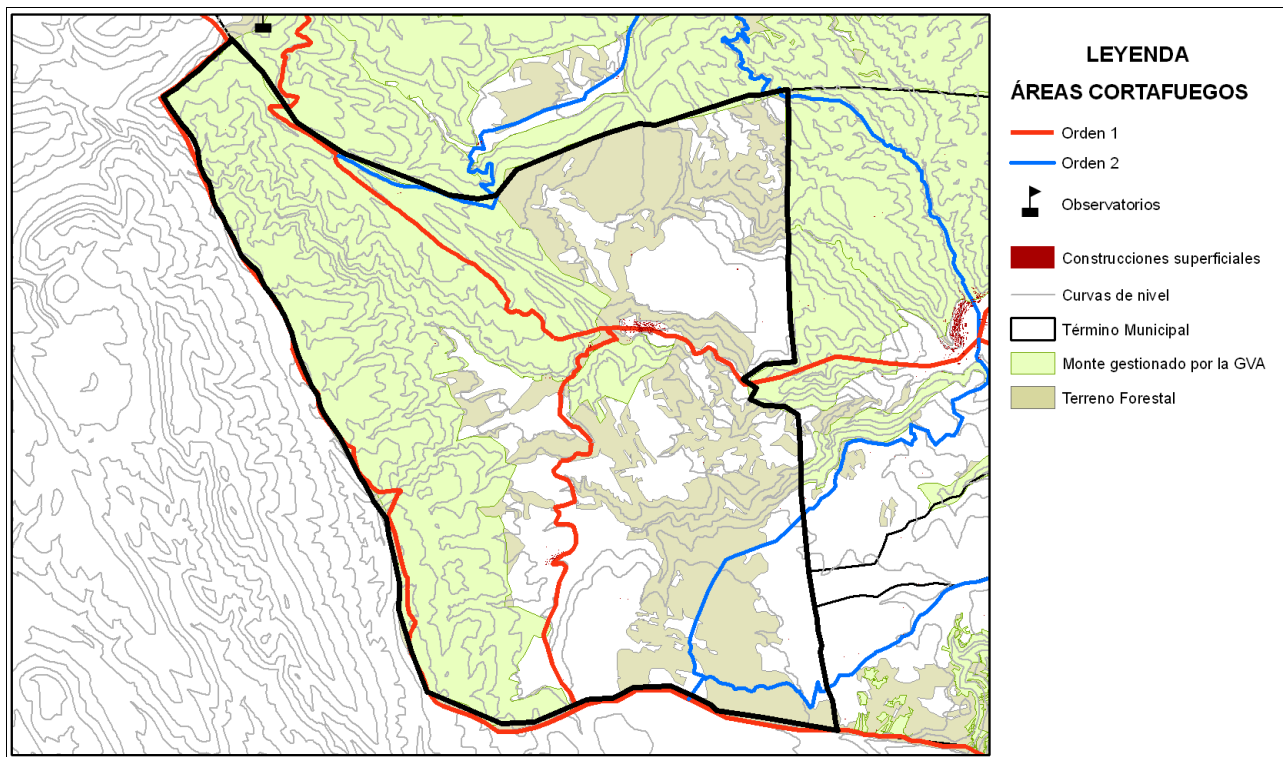 LEYENDA
ÁREAS CORTAFUEGOS
Orden 1
Orden 2
Observatorios
Construcciones superficiales
Curvas de nivel
Término Municipal
Monte gestionado por la GVA
Terreno Forestal